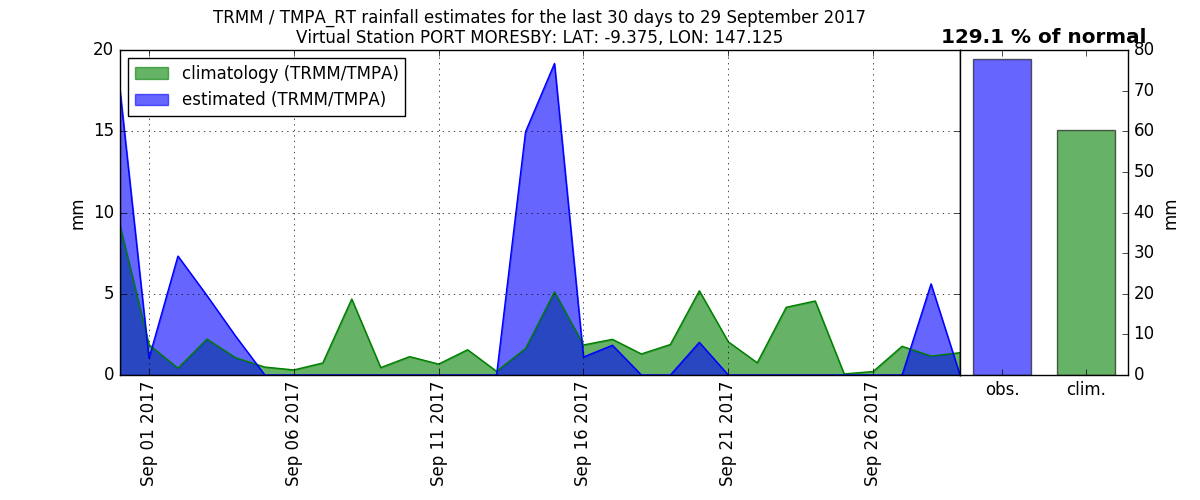 TRMM / TMPA_RT rainfall estimates for the last 30 days to 29 September 2017
Virtual Station PORT MORESBY: LAT: -9.375, LON: 147.125
129.1 % of normal
climatology (TRMM/TMPA)
estimated (TRMM/TMPA)
20
15
10
5
0
mm
Sep 01 2017
Sep 06 2017
Sep 11 2017
Sep 16 2017
Sep 21 2017
Sep 26 2017
obs.
clim.
80
70
60
50
40
30
20
10
0
mm